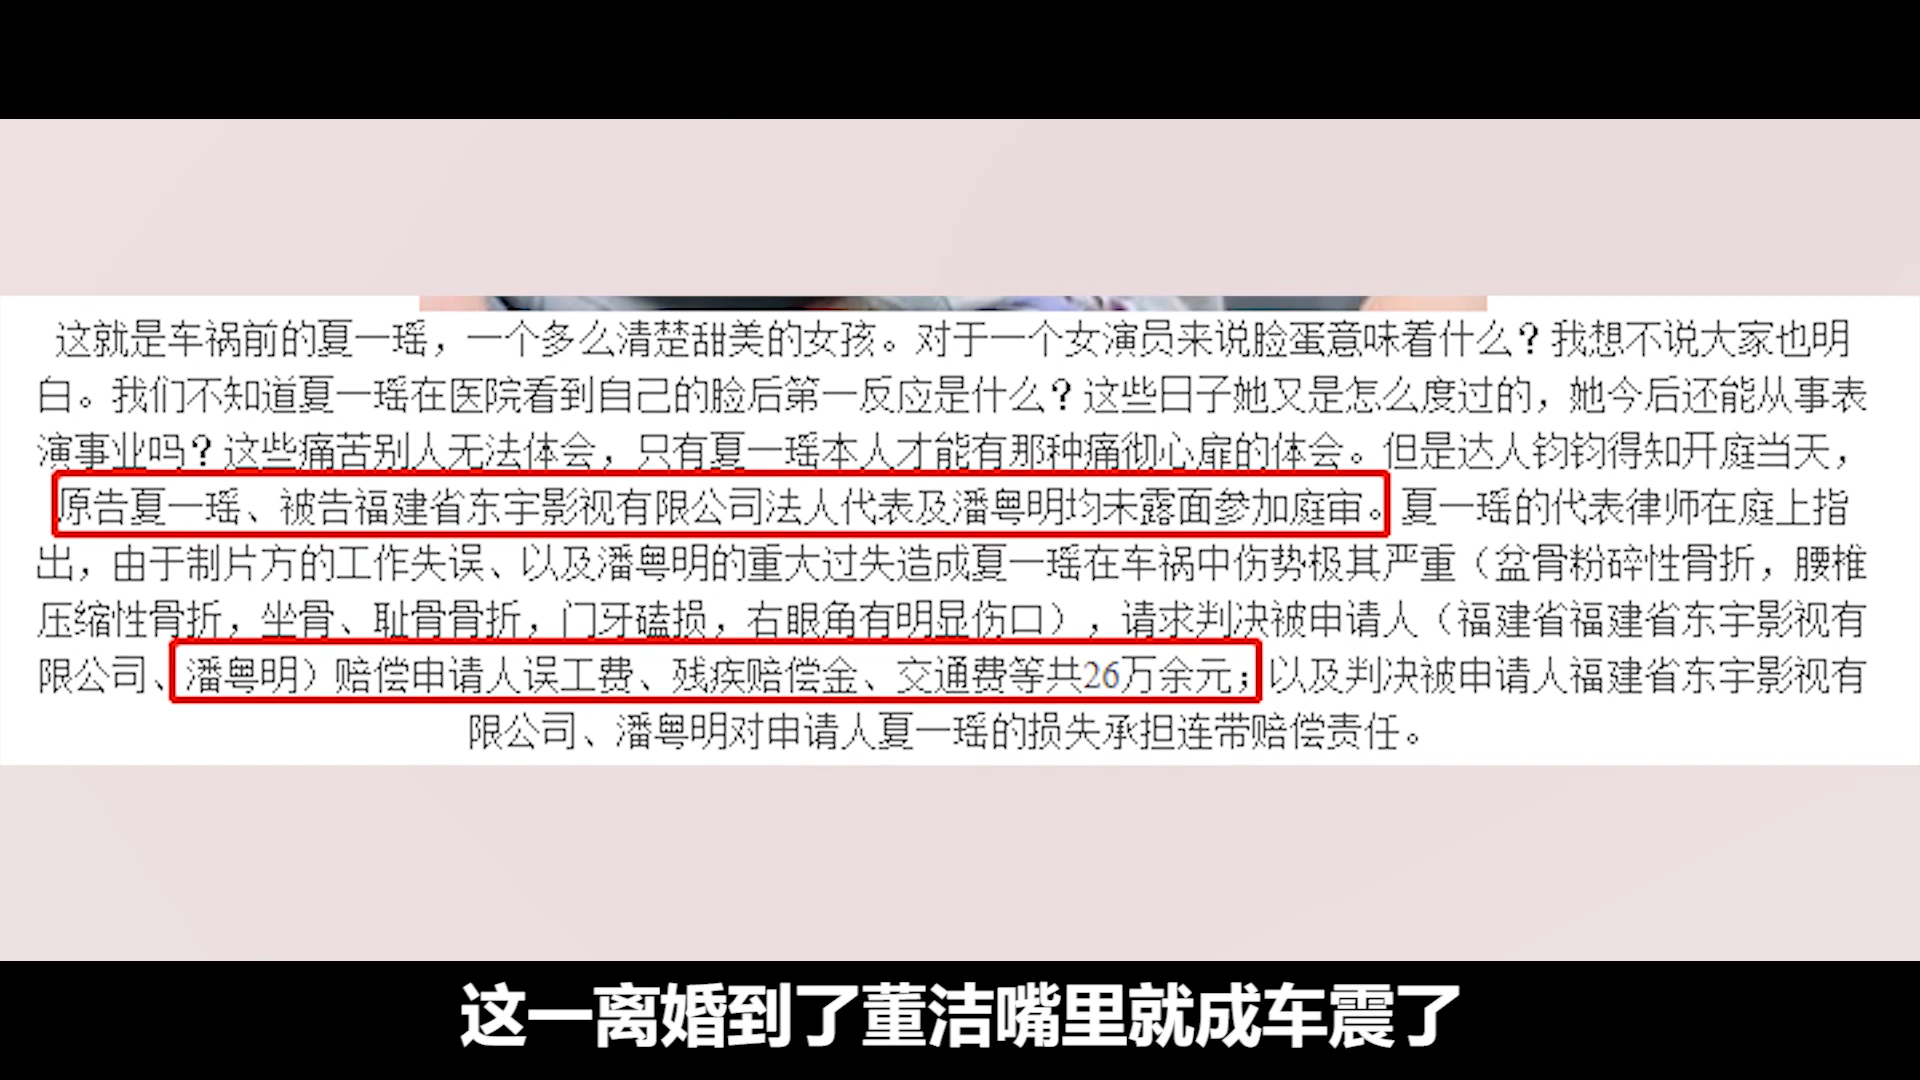 这就是车祸前的夏一瑶，一个多么清楚甜美的女孩。对于一个女演员来说脸蛋意味着什么？我想不说大家也明
白。我们不知道夏一瑶在医院看到自己的脸后第一反应是什么？这些日子她又是怎么度过的，她今后还能从事表
演事业吗？这些痛苦别人无法体会，只有夏一瑶本人才能有那种痛彻心扉的体会。但是达人钧钧得知开庭当天，
原告夏一瑶、被告福建省东宇影视有限公司法人代表及潘粤明均未露面参加庭审。夏一瑶的代表律师在庭上指
出，由于制片方的工作失误、以及潘粤明的重大过失造成夏一瑶在车祸中伤势极其严重（盆骨粉碎性骨折，腰椎
压缩性骨折，坐骨、耻骨骨折，门牙磕损，右眼角有明显伤口），请求判决被申请人（福建省福建省东宇影视有
限公司、潘粤明）赔偿申请人误工费、残疾赔偿金、交通费等共26万余元；以及判决被申请人福建省东宇影视有
限公司、潘粤明对申请人夏一瑶的损失承担连带赔偿责任。
这一离婚到了董洁嘴里就成车震了